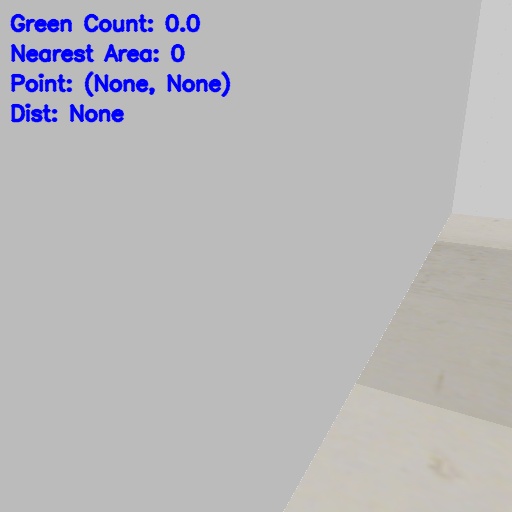 Green Count: 0.0
Nearest Area: 0
Point: (None, None)
Dist: None